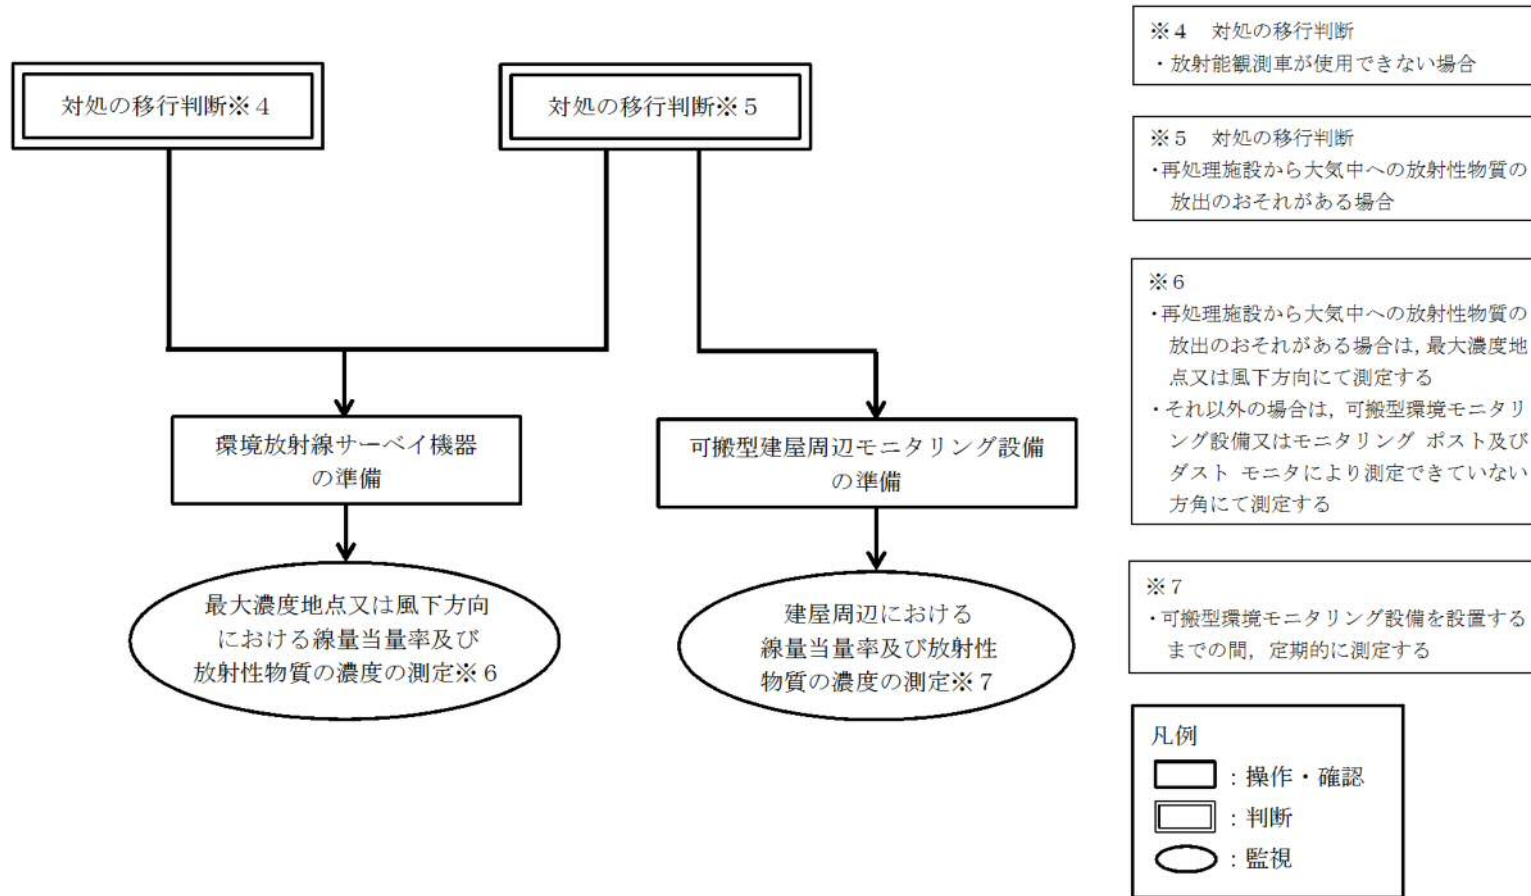 対処の移行判断※4
対処の移行判断※5
環境放射線サーベイ機器
の準備
可搬型建屋周辺モニタリング設備
の準備
最大濃度地点又は風下方向
における線量当量率及び
放射性物質の濃度の測定※6
建屋周辺における
線量当量率及び放射性
物質の濃度の測定※7
※4 対処の移行判断
・放射能観測車が使用できない場合
※5 対処の移行判断
・再処理施設から大気中への放射性物質の
放出のおそれがある場合
※6
・再処理施設から大気中への放射性物質の
放出のおそれがある場合は，最大濃度地
点又は風下方向にて測定する
・それ以外の場合は，可搬型環境モニタリ
ング設備又はモニタリング ポスト及び
ダスト モニタにより測定できていない
方角にて測定する
※7
・可搬型環境モニタリング設備を設置する
までの間，定期的に測定する
凡例
：操作・確認
：判断
：監視